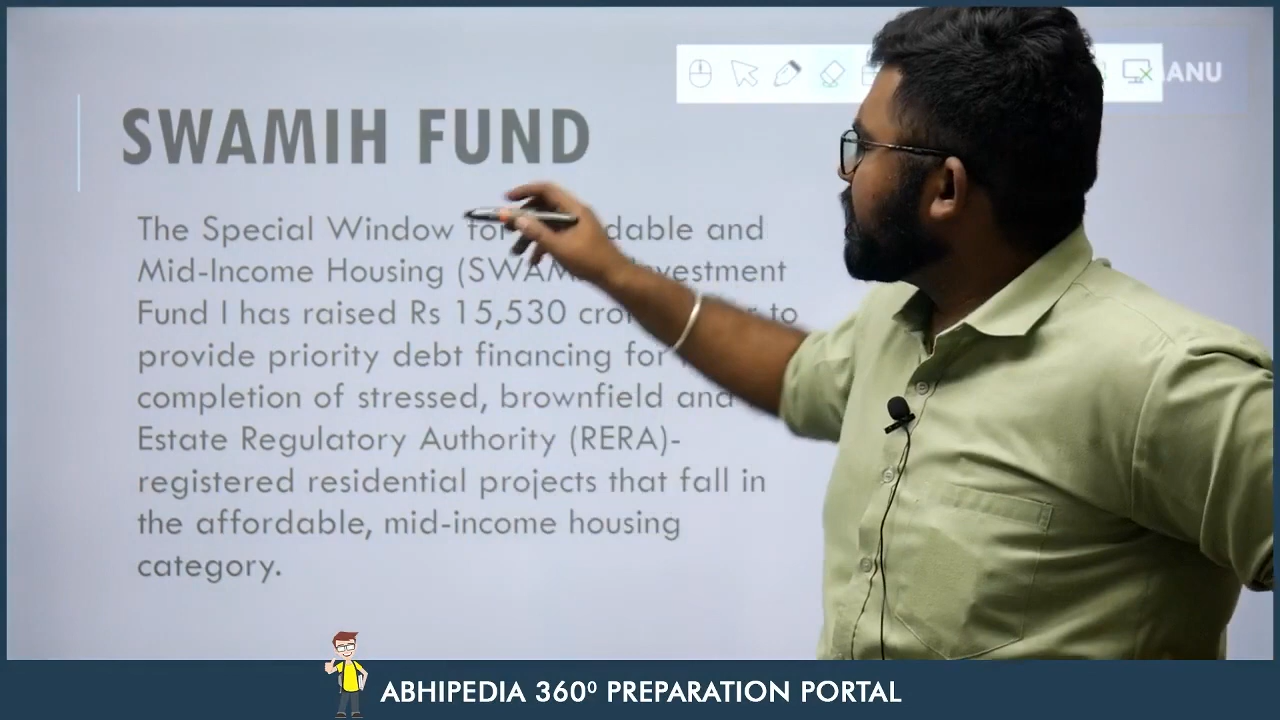 ANU
SWAMIH FUND
The Special Window for dable and
Mid-Income Housing (SWAM vestment
Fund I has raised Rs 15,530 cro to
provide priority debt financing for
completion of stressed, brownfield and
Estate Regulatory Authority (RERA)-
registered residential projects that fall in
the affordable, mid-income housing
category.
ABHIPEDIA 360⁰ PREPARATION PORTAL